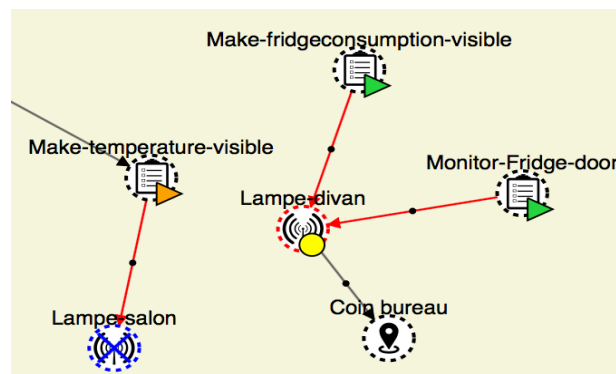 Make-fridgeconsumption-visible
Make-temperature-visible
Monitor-Fridge-door
Lampe-divan
Lampe-salon
Coin bureau